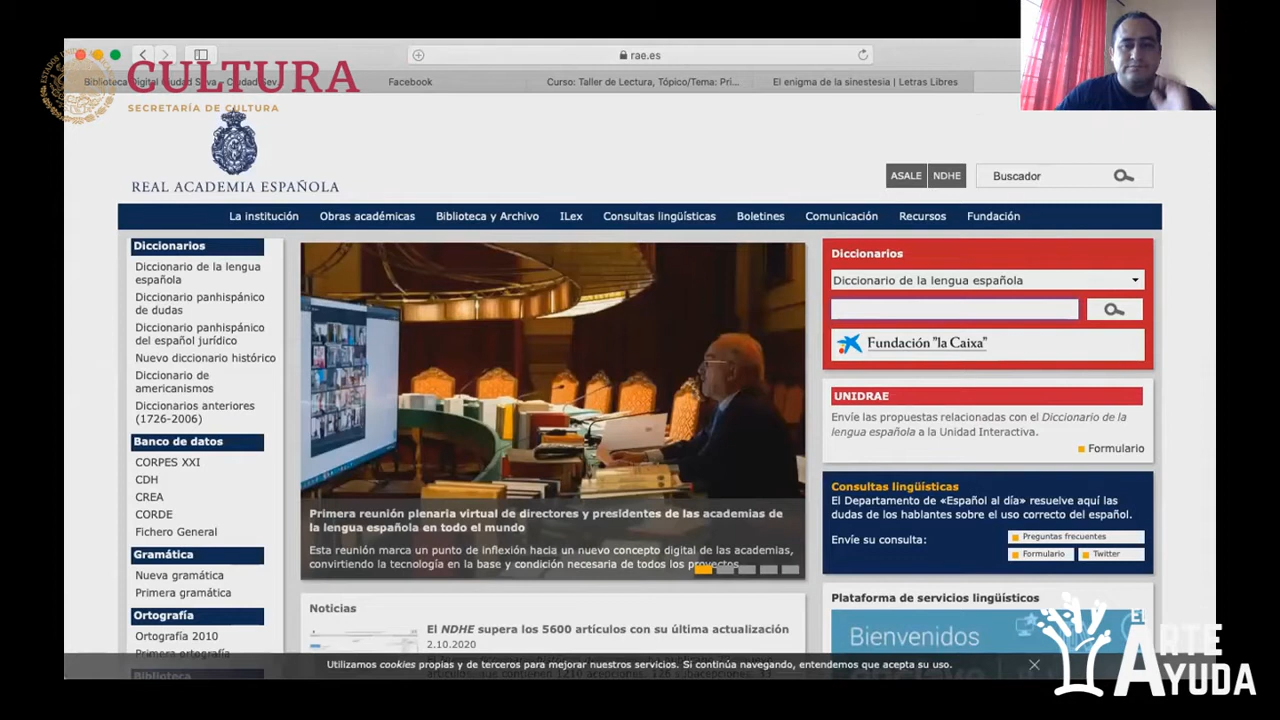 rae.es
Biblioteca Digital Ciudad Seva – Ciudad Sev...
Facebook
Curso: Taller de Lectura, Tópico/Tema: Pri...
El enigma de la sinestesia | Letras Libres
CULTURA
SECRETARÍA DE CULTURA
REAL ACADEMIA ESPAÑOLA
ASALE
NDHE
Buscador
La institución
Obras académicas
Biblioteca y Archivo
ILex
Consultas lingüísticas
Boletines
Comunicación
Recursos
Fundación
Diccionarios
Diccionario de la lengua
española
Diccionario panhispánico
de dudas
Diccionario panhispánico
del español jurídico
Nuevo diccionario histórico
Diccionario de
americanismos
Diccionarios anteriores
(1726-2006)
Banco de datos
CORPES XXI
CDH
CREA
CORDE
Fichero General
Gramática
Nueva gramática
Primera gramática
Ortografía
Ortografía 2010
Primera ortografía
Biblioteca
Primera reunión plenaria virtual de directores y presidentes de las academias de
la lengua española en todo el mundo
Esta reunión marca un punto de inflexión hacia un nuevo concepto digital de las academias,
convirtiendo la tecnología en la base y condición necesaria de todos los proyectos.
Noticias
El NDHE supera los 5600 artículos con su última actualización
2.10.2020
Diccionarios
Diccionario de la lengua española
Fundación "la Caixa"
UNIDRAE
Envíe las propuestas relacionadas con el Diccionario de la
lengua española a la Unidad Interactiva.
Formulario
Consultas lingüísticas
El Departamento de «Español al día» resuelve aquí las
dudas de los hablantes sobre el uso correcto del español.
Envíe su consulta:
Preguntas frecuentes
Formulario
Twitter
Plataforma de servicios lingüísticos
Bienvenidos
Utilizamos cookies propias y de terceros para mejorar nuestros servicios. Si continúa navegando, entendemos que acepta su uso.
EL
ARTE
AYUDA